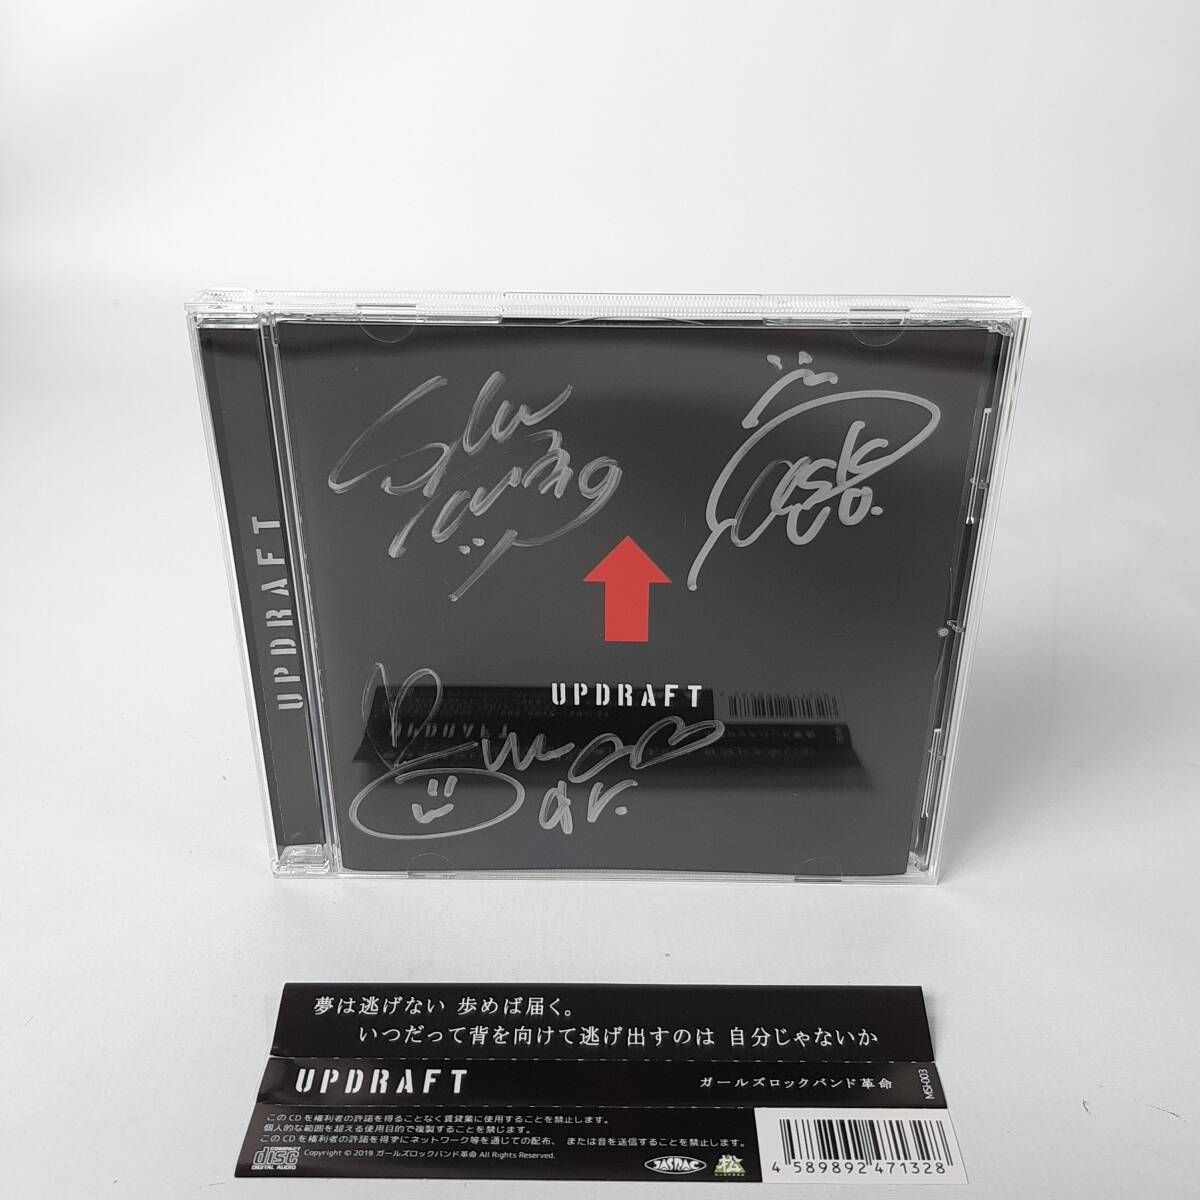 UPDRAFT
UPDRAFT
夢は逃げない 歩めば届く。
いつだって背を向けて逃げ出すのは 自分じゃないか
UPDRAFT
ガールズロックバンド革命
MSI-003
このCDを権利者の許諾を得ることなく賃貸業に使用することを禁止します。
個人的な範囲を超える使用目的で複製することを禁じます。
このCDを権利者の許諾を得ずにネットワーク等を通じての配布、または音を送信することを禁止します。
COMPACT
disc
DIGITAL AUDIO
Copyright © 2019 ガールズロックバンド革命 All Rights Reserved.
JASRAC
4 589892 471328